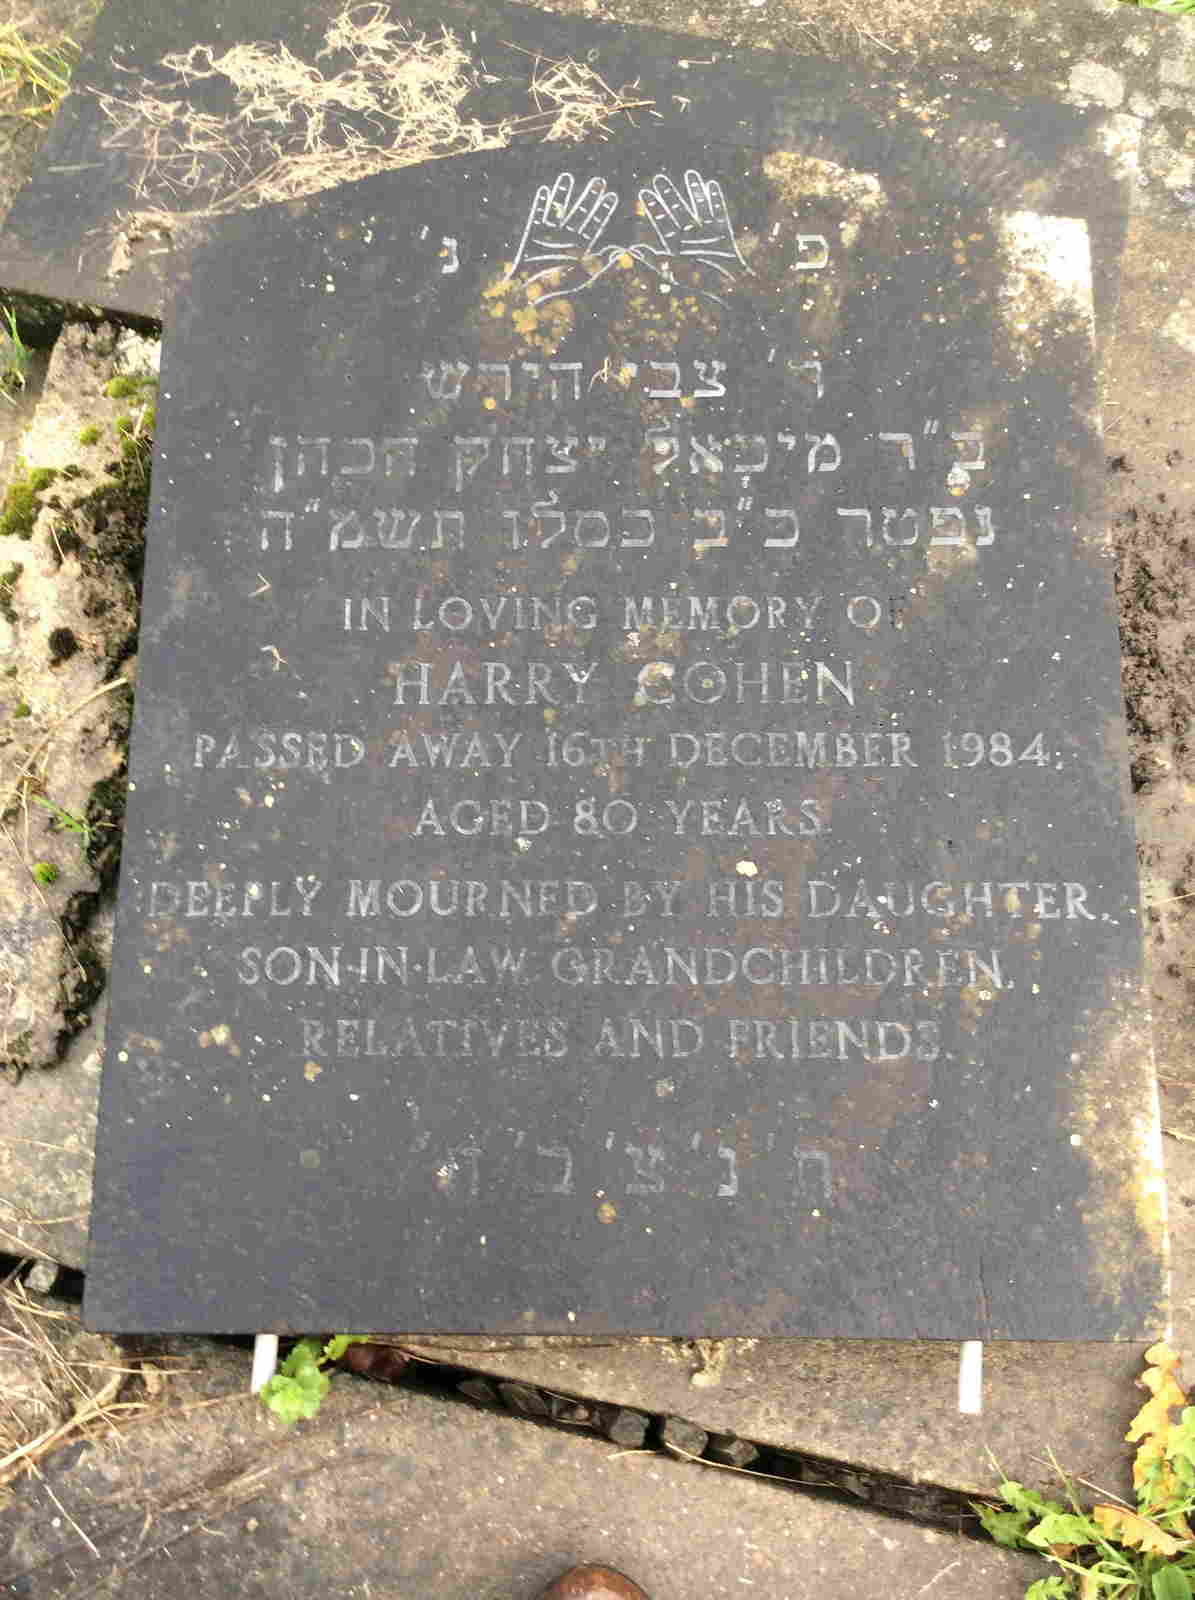 פ' נ'
ר' צבי הירש
ב"ר מיכאל יצחק הכהן
נפטר כ"ב כסלו תשמ"ה
IN LOVING MEMORY OF
HARRY COHEN
PASSED AWAY 16TH DECEMBER 1984,
AGED 80 YEARS.
DEEPLY MOURNED BY HIS DAUGHTER,
SON-IN-LAW, GRANDCHILDREN,
RELATIVES AND FRIENDS.
ת' נ' צ' ב' ה'